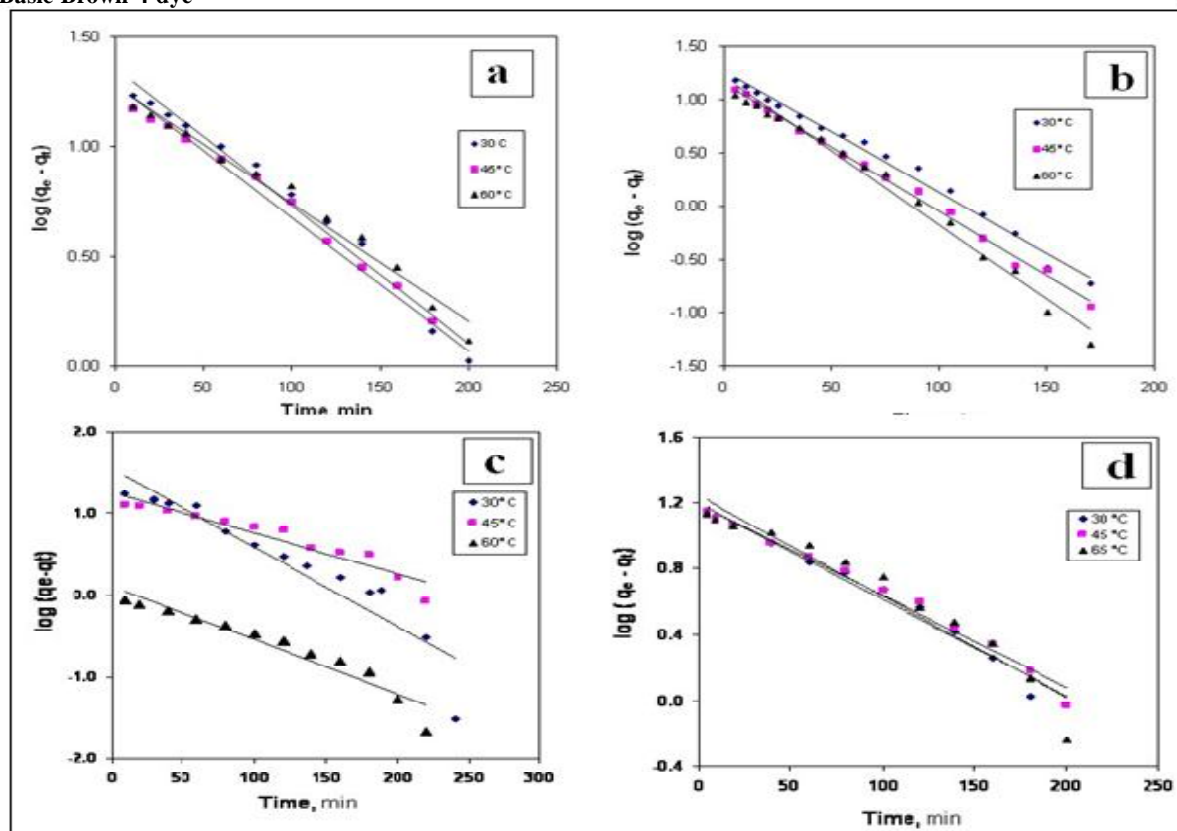 Basic Brown 4 dye
a
1.50
1.00
0.50
0.00
log (qe - qt)
30 C
45°C
60°C
0 50 100 150 200 250
Time, min
b
1.50
1.00
0.50
0.00
-0.50
-1.00
-1.50
log (qe - qt)
30°C
45°C
60°C
0 50 100 150 200
c
2.0
1.0
0.0
-1.0
-2.0
log (qe-qt)
30°C
45°C
60°C
0 50 100 150 200 250 300
Time, min
d
1.6
1.2
0.8
0.4
0.0
-0.4
log ( qe - qt)
30 °C
45 °C
65 °C
0 50 100 150 200 250
Time, min